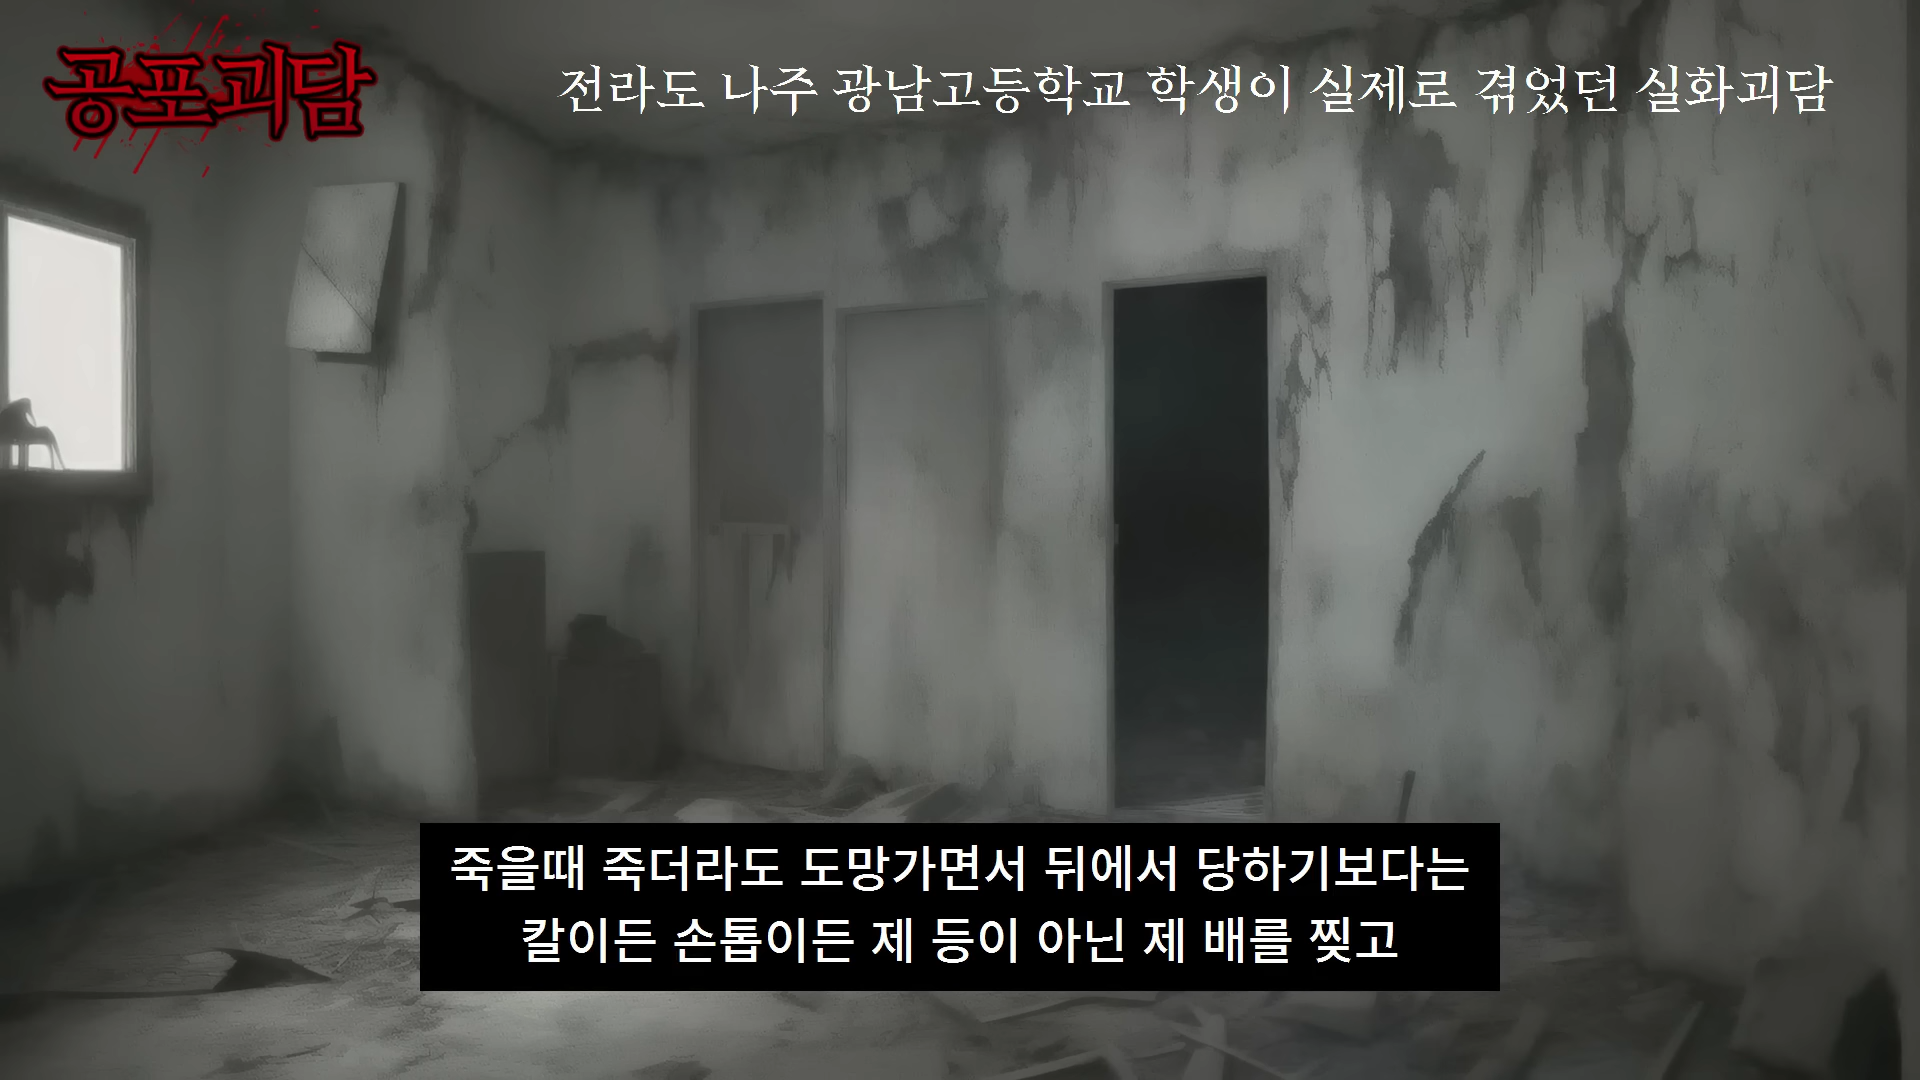 공포괴담
전라도 나주 광남고등학교 학생이 실제로 겪었던 실화괴담
죽을때 죽더라도 도망가면서 뒤에서 당하기보다는
칼이든 손톱이든 제 등이 아닌 제 배를 찢고